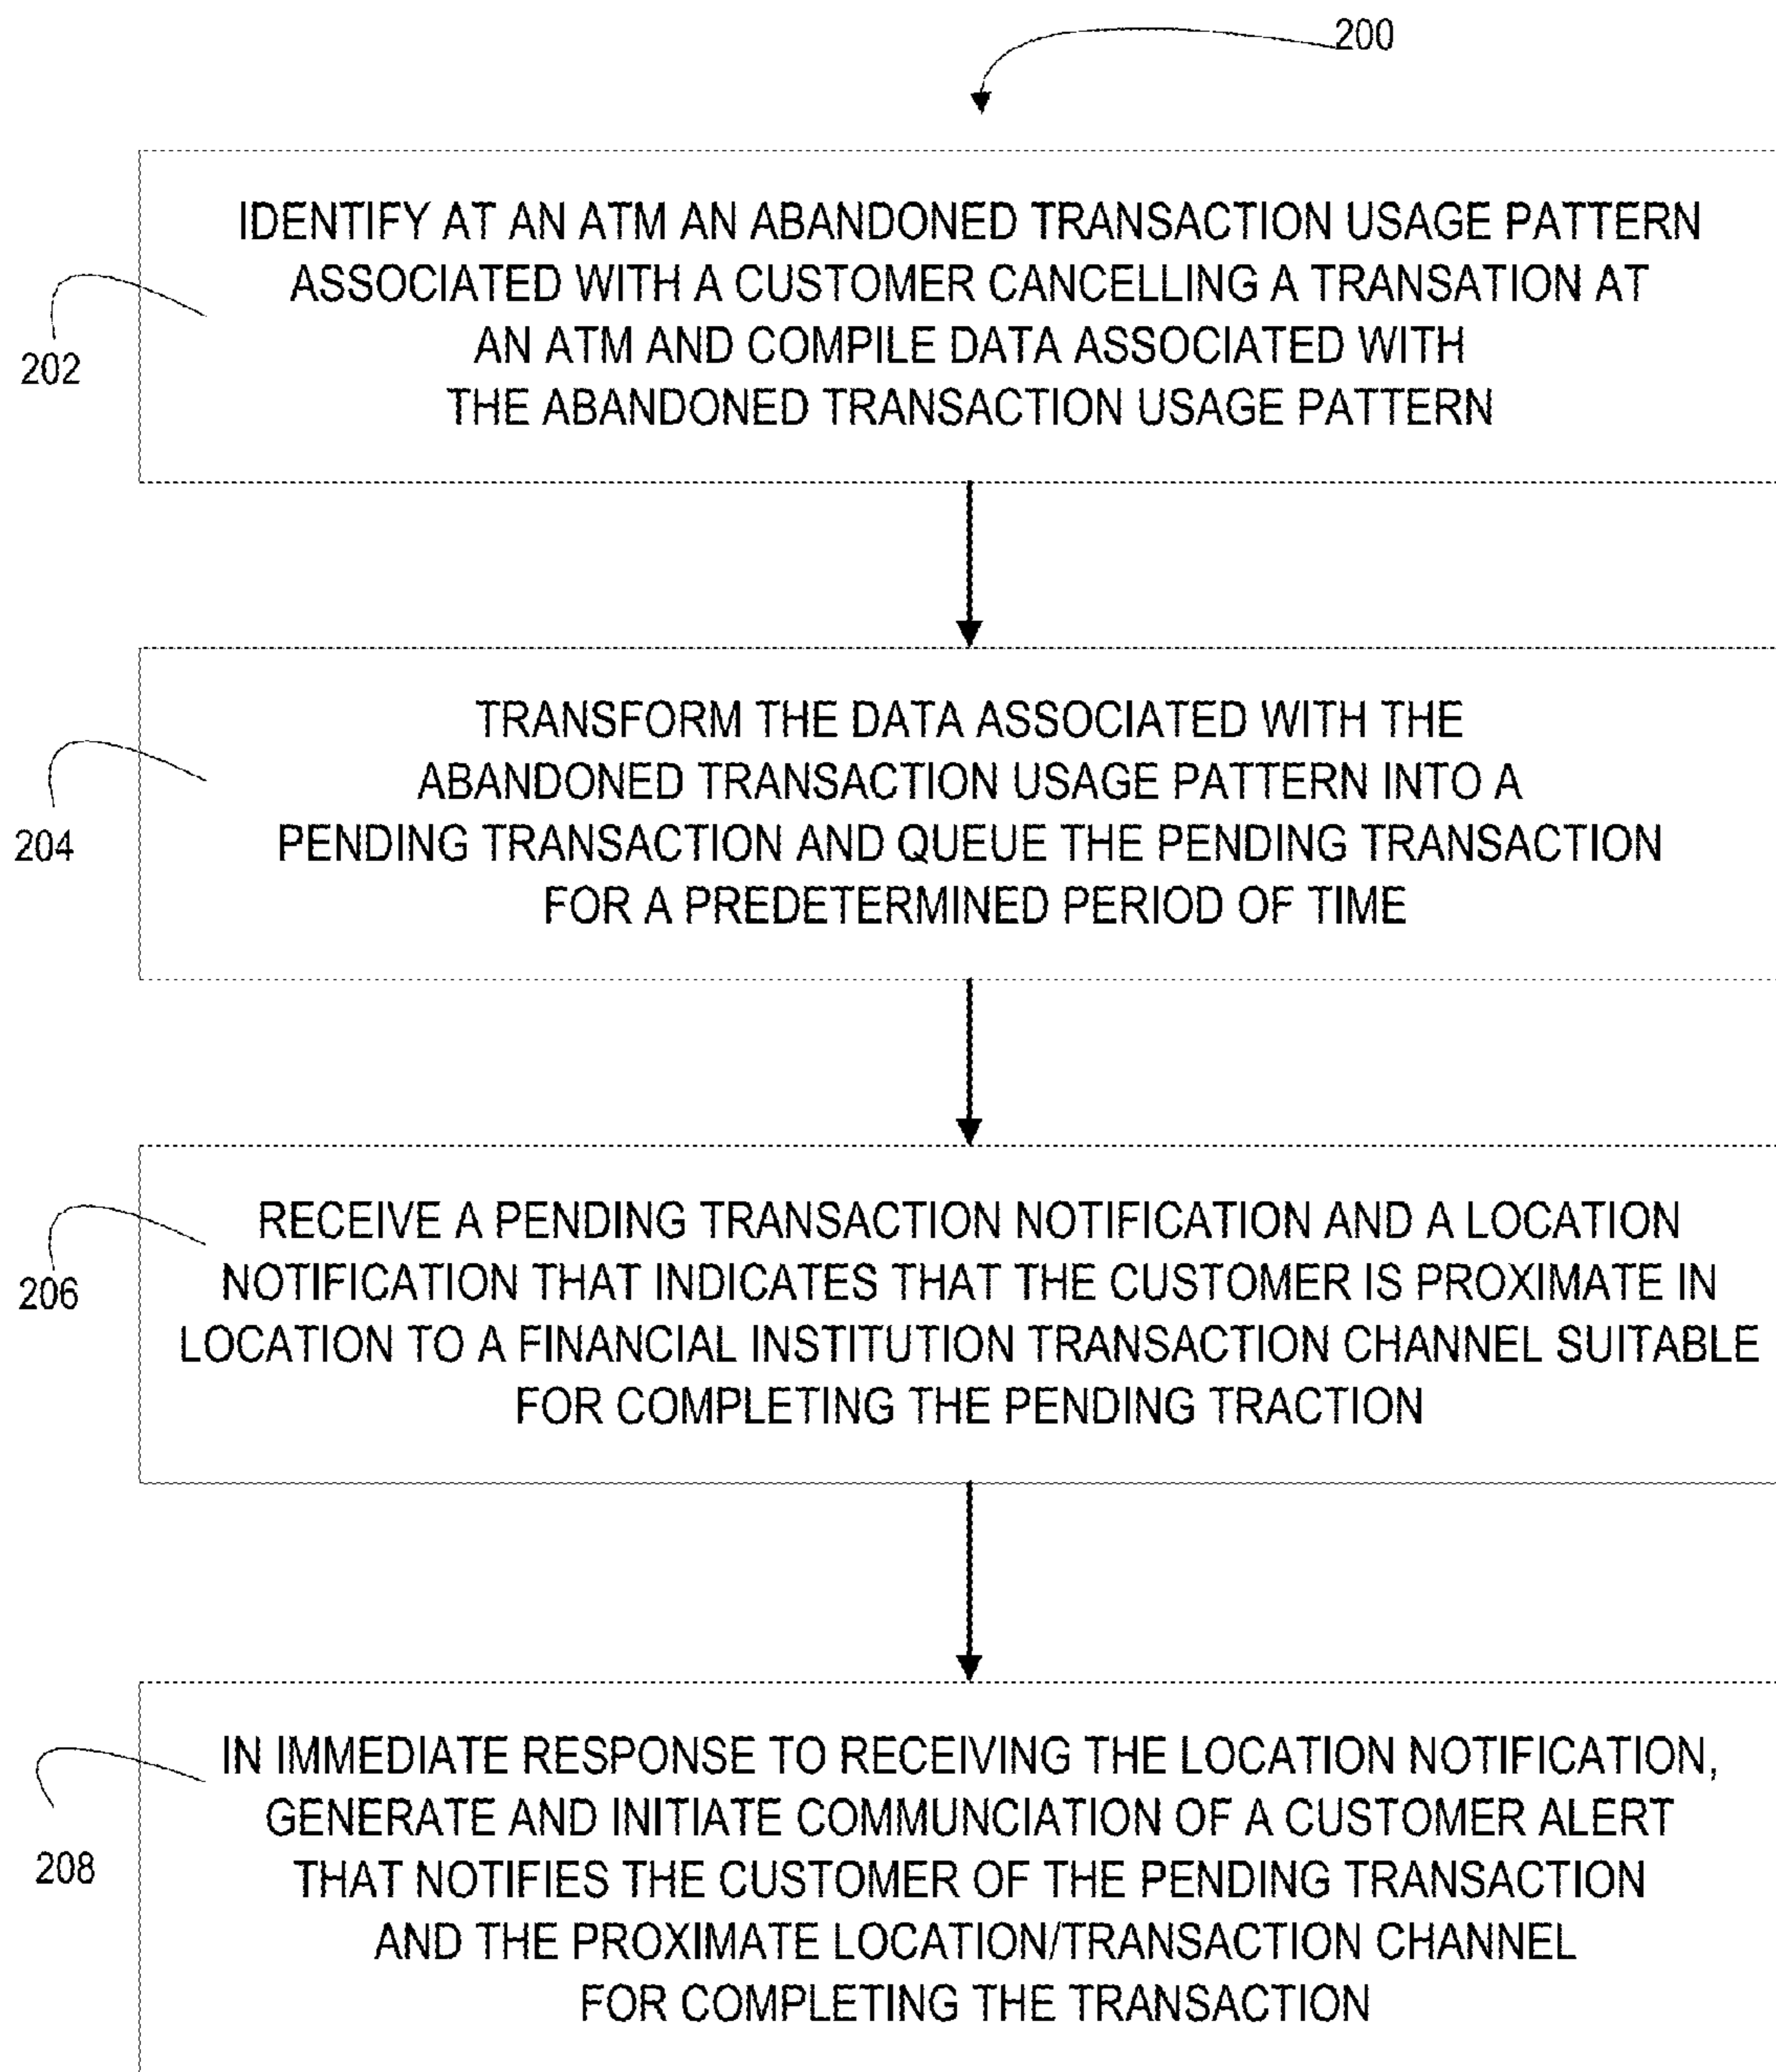 200
IDENTIFY AT AN ATM AN ABANDONED TRANSACTION USAGE PATTERN
ASSOCIATED WITH A CUSTOMER CANCELLING A TRANSATION AT
AN ATM AND COMPILE DATA ASSOCIATED WITH
THE ABANDONED TRANSACTION USAGE PATTERN
202
TRANSFORM THE DATA ASSOCIATED WITH THE
ABANDONED TRANSACTION USAGE PATTERN INTO A
PENDING TRANSACTION AND QUEUE THE PENDING TRANSACTION
FOR A PREDETERMINED PERIOD OF TIME
204
RECEIVE A PENDING TRANSACTION NOTIFICATION AND A LOCATION
NOTIFICATION THAT INDICATES THAT THE CUSTOMER IS PROXIMATE IN
LOCATION TO A FINANCIAL INSTITUTION TRANSACTION CHANNEL SUITABLE
FOR COMPLETING THE PENDING TRACTION
206
IN IMMEDIATE RESPONSE TO RECEIVING THE LOCATION NOTIFICATION,
GENERATE AND INITIATE COMMUNCIATION OF A CUSTOMER ALERT
THAT NOTIFIES THE CUSTOMER OF THE PENDING TRANSACTION
AND THE PROXIMATE LOCATION/TRANSACTION CHANNEL
FOR COMPLETING THE TRANSACTION
208